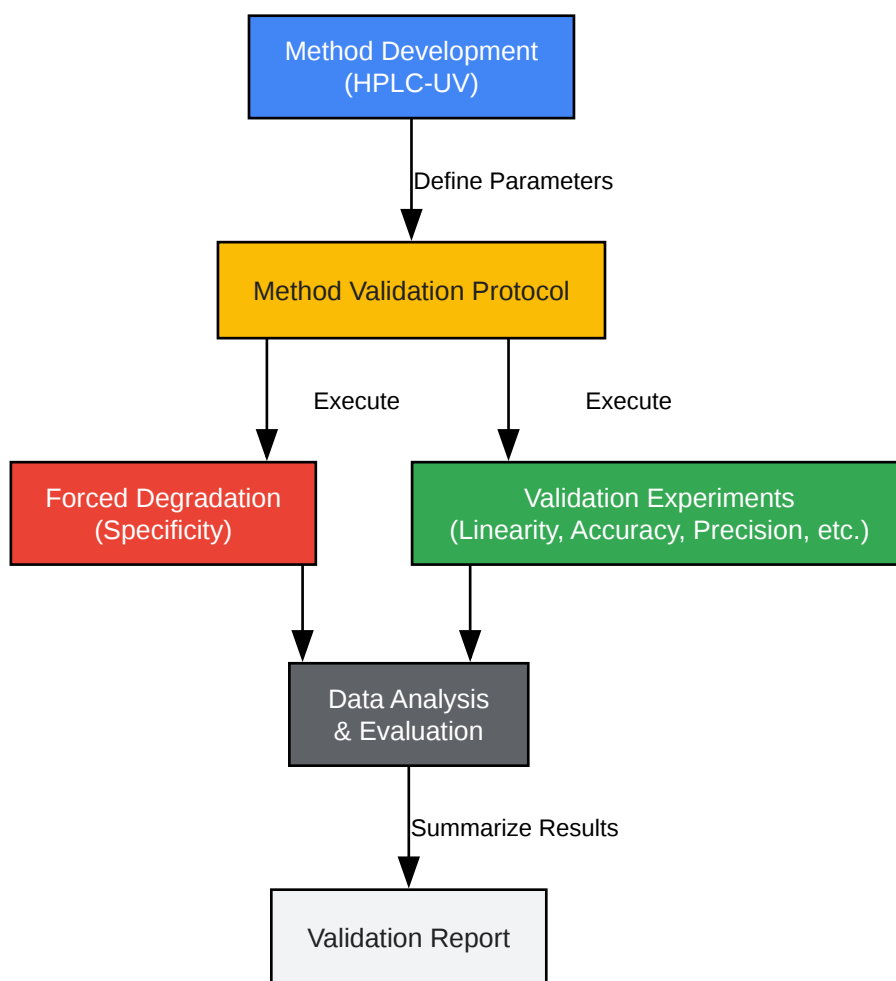 Method Development
(HPLC-UV)
Define Parameters
Method Validation Protocol
Execute
Execute
Forced Degradation
(Specificity)
Validation Experiments
(Linearity, Accuracy, Precision, etc.)
Data Analysis
& Evaluation
Summarize Results
Validation Report